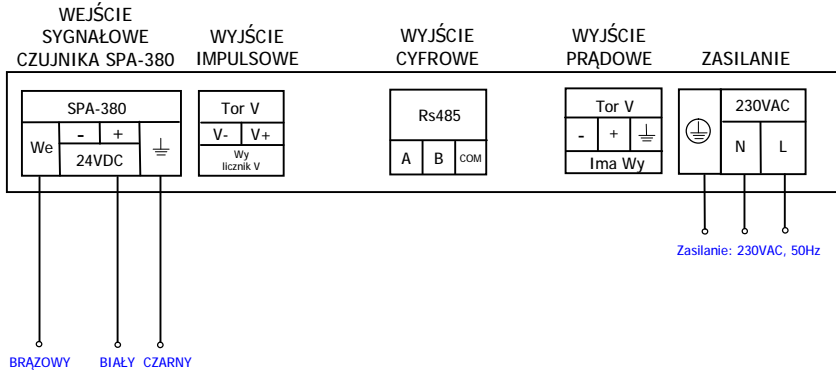 WEJŚCIE
SYGNAŁOWE
CZUJNIKA SPA-380
WYJŚCIE
IMPULSOWE
WYJŚCIE
CYFROWE
WYJŚCIE
PRĄDOWE
ZASILANIE
SPA-380
We
- +
24VDC
Tor V
V- V+
Wy
licznik V
Rs485
A B COM
Tor V
- +
Ima Wy
230VAC
N L
Zasilanie: 230VAC, 50Hz
BRĄZOWY BIAŁY CZARNY